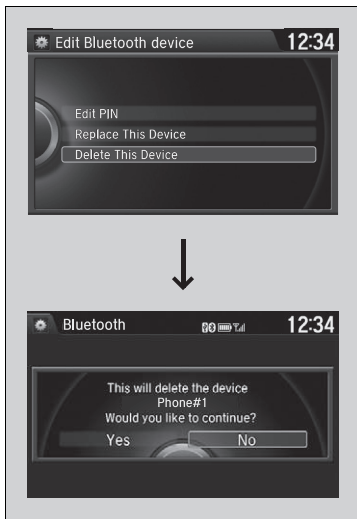 Edit Bluetooth device 12:34
Edit PIN
Replace This Device
Delete This Device
Bluetooth 12:34
This will delete the device
Phone#1
Would you like to continue?
Yes No